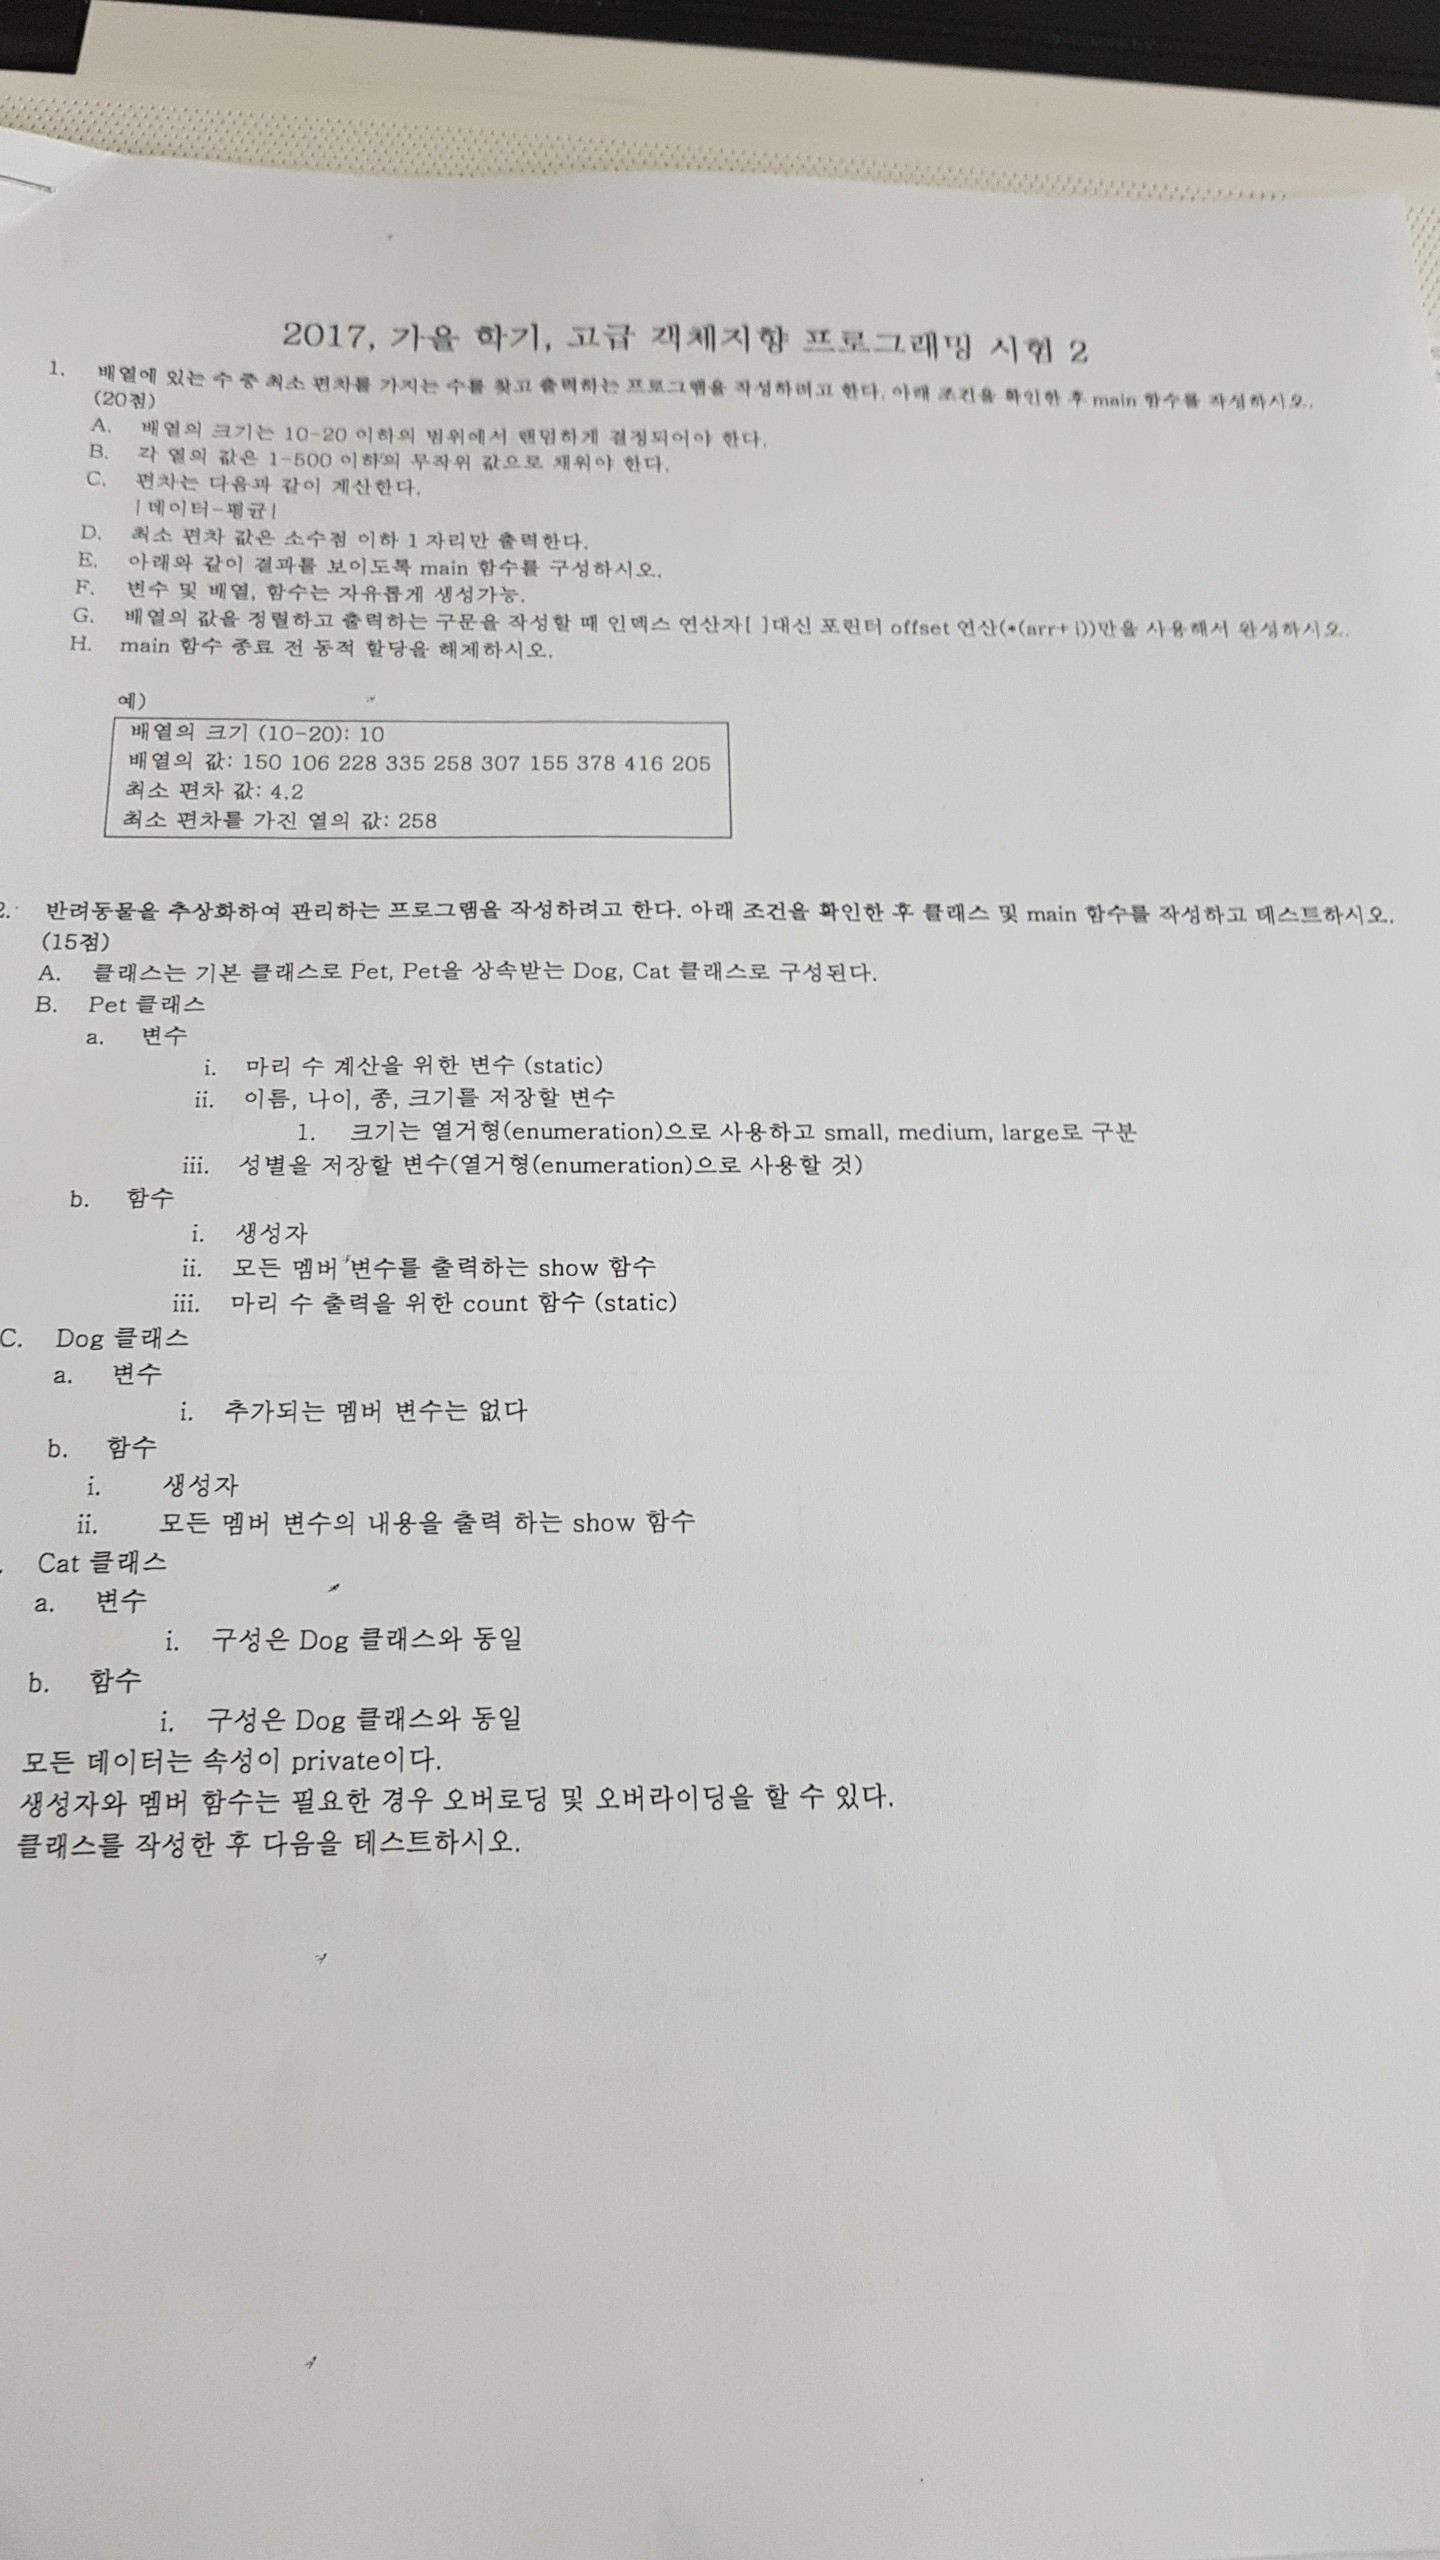 2017, 가을 학기, 고급 객체지향 프로그래밍 시험 2
1. 배열에 있는 수 중 최소 편차를 가지는 수를 찾고 출력하는 프로그램을 작성하려고 한다. 아래 조건을 확인한 후 main 함수를 작성하시오.
(20점)
A. 배열의 크기는 10-20 이하의 범위에서 랜덤하게 결정되어야 한다.
B. 각 열의 값은 1-500 이하의 무작위 값으로 채워야 한다.
C. 편차는 다음과 같이 계산한다.
|데이터-평균|
D. 최소 편차 값은 소수점 이하 1 자리만 출력한다.
E. 아래와 같이 결과를 보이도록 main 함수를 구성하시오.
F. 변수 및 배열, 함수는 자유롭게 생성가능.
G. 배열의 값을 정렬하고 출력하는 구문을 작성할 때 인덱스 연산자[ ]대신 포인터 offset 연산(*(arr+ i))만을 사용해서 완성하시오.
H. main 함수 종료 전 동적 할당을 해제하시오.
예)
배열의 크기 (10-20): 10
배열의 값: 150 106 228 335 258 307 155 378 416 205
최소 편차 값: 4.2
최소 편차를 가진 열의 값: 258
2. 반려동물을 추상화하여 관리하는 프로그램을 작성하려고 한다. 아래 조건을 확인한 후 클래스 및 main 함수를 작성하고 테스트하시오.
(15점)
A. 클래스는 기본 클래스로 Pet, Pet을 상속받는 Dog, Cat 클래스로 구성된다.
B. Pet 클래스
a. 변수
i. 마리 수 계산을 위한 변수 (static)
ii. 이름, 나이, 종, 크기를 저장할 변수
1. 크기는 열거형(enumeration)으로 사용하고 small, medium, large로 구분
iii. 성별을 저장할 변수(열거형(enumeration)으로 사용할 것)
b. 함수
i. 생성자
ii. 모든 멤버 변수를 출력하는 show 함수
iii. 마리 수 출력을 위한 count 함수 (static)
C. Dog 클래스
a. 변수
i. 추가되는 멤버 변수는 없다
b. 함수
i. 생성자
ii. 모든 멤버 변수의 내용을 출력 하는 show 함수
Cat 클래스
a. 변수
i. 구성은 Dog 클래스와 동일
b. 함수
i. 구성은 Dog 클래스와 동일
모든 데이터는 속성이 private이다.
생성자와 멤버 함수는 필요한 경우 오버로딩 및 오버라이딩을 할 수 있다.
클래스를 작성한 후 다음을 테스트하시오.